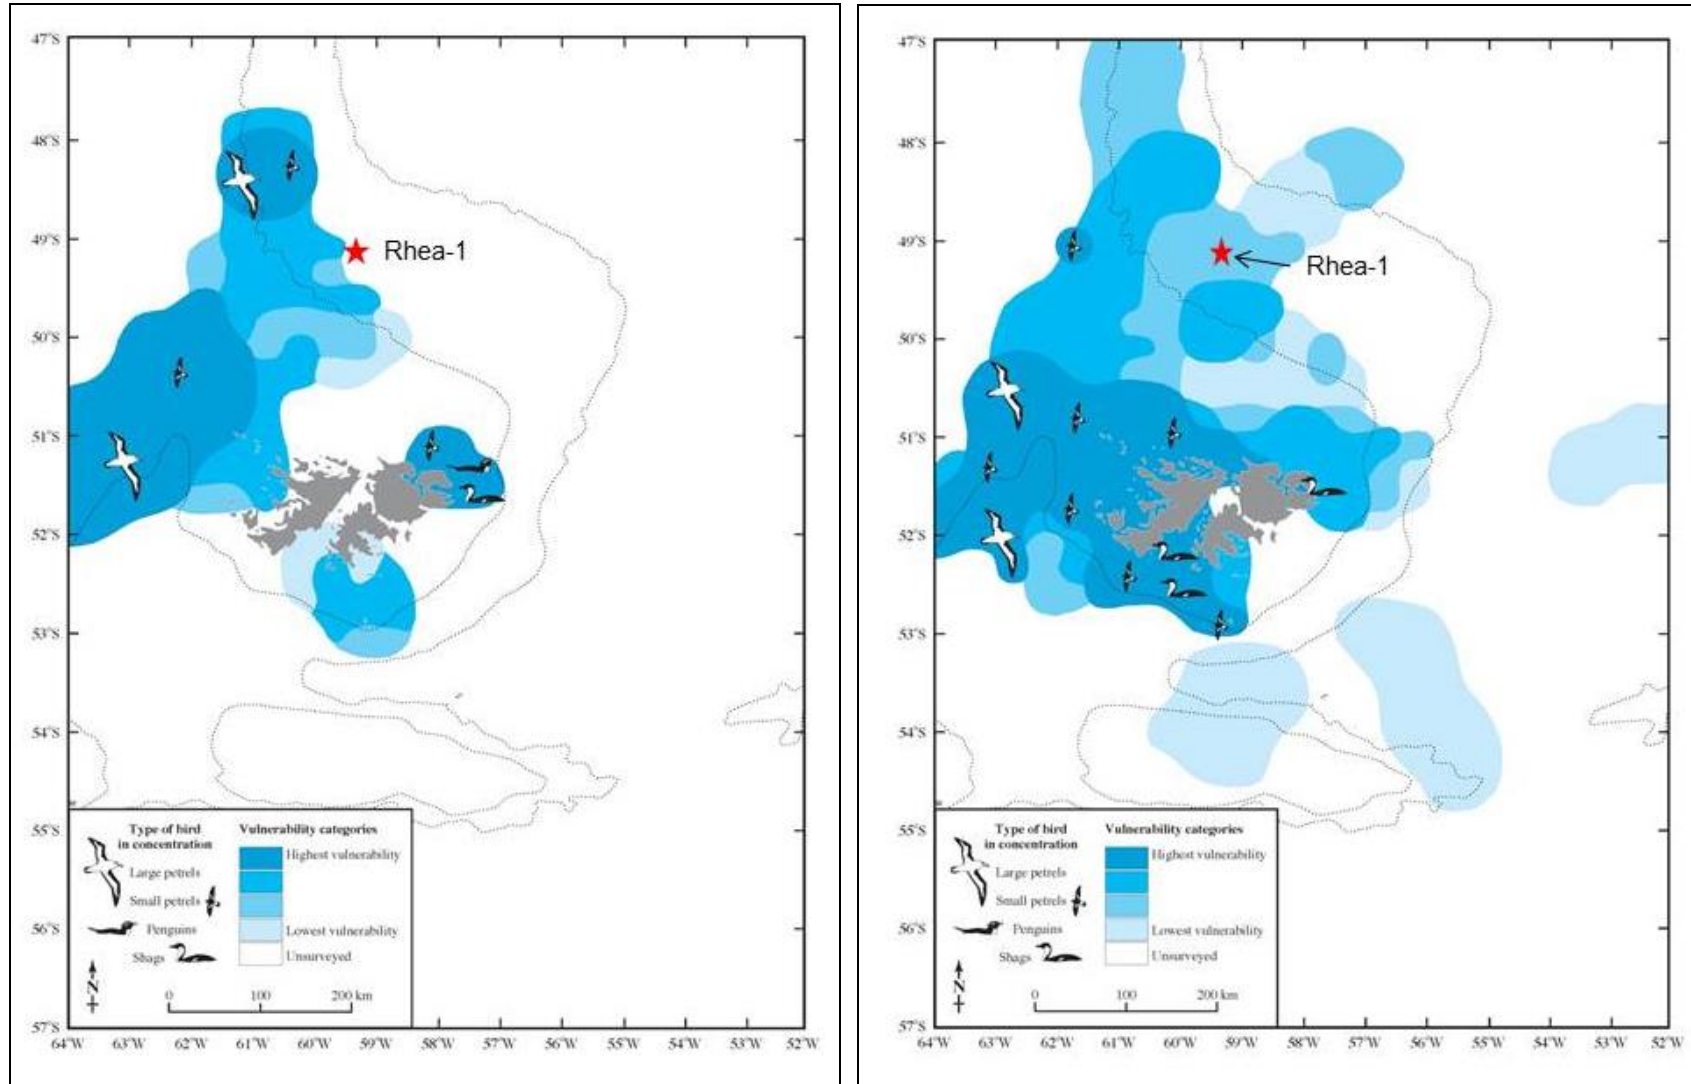 47°S
48°S
49°S
50°S
51°S
52°S
53°S
54°S
55°S
56°S
57°S
Rhea-1
Type of bird
in concentration
Large petrels
Small petrels
Penguins
Shags
Vulnerability categories
Highest vulnerability
Lowest vulnerability
Unsurveyed
N
0 100 200 km
64°W 63°W 62°W 61°W 60°W 59°W 58°W 57°W 56°W 55°W 54°W 53°W 52°W
47°S
48°S
49°S
50°S
51°S
52°S
53°S
54°S
55°S
56°S
57°S
Rhea-1
Type of bird
in concentration
Large petrels
Small petrels
Penguins
Shags
Vulnerability categories
Highest vulnerability
Lowest vulnerability
Unsurveyed
N
0 100 200 km
64°W 63°W 62°W 61°W 60°W 59°W 58°W 57°W 56°W 55°W 54°W 53°W 52°W